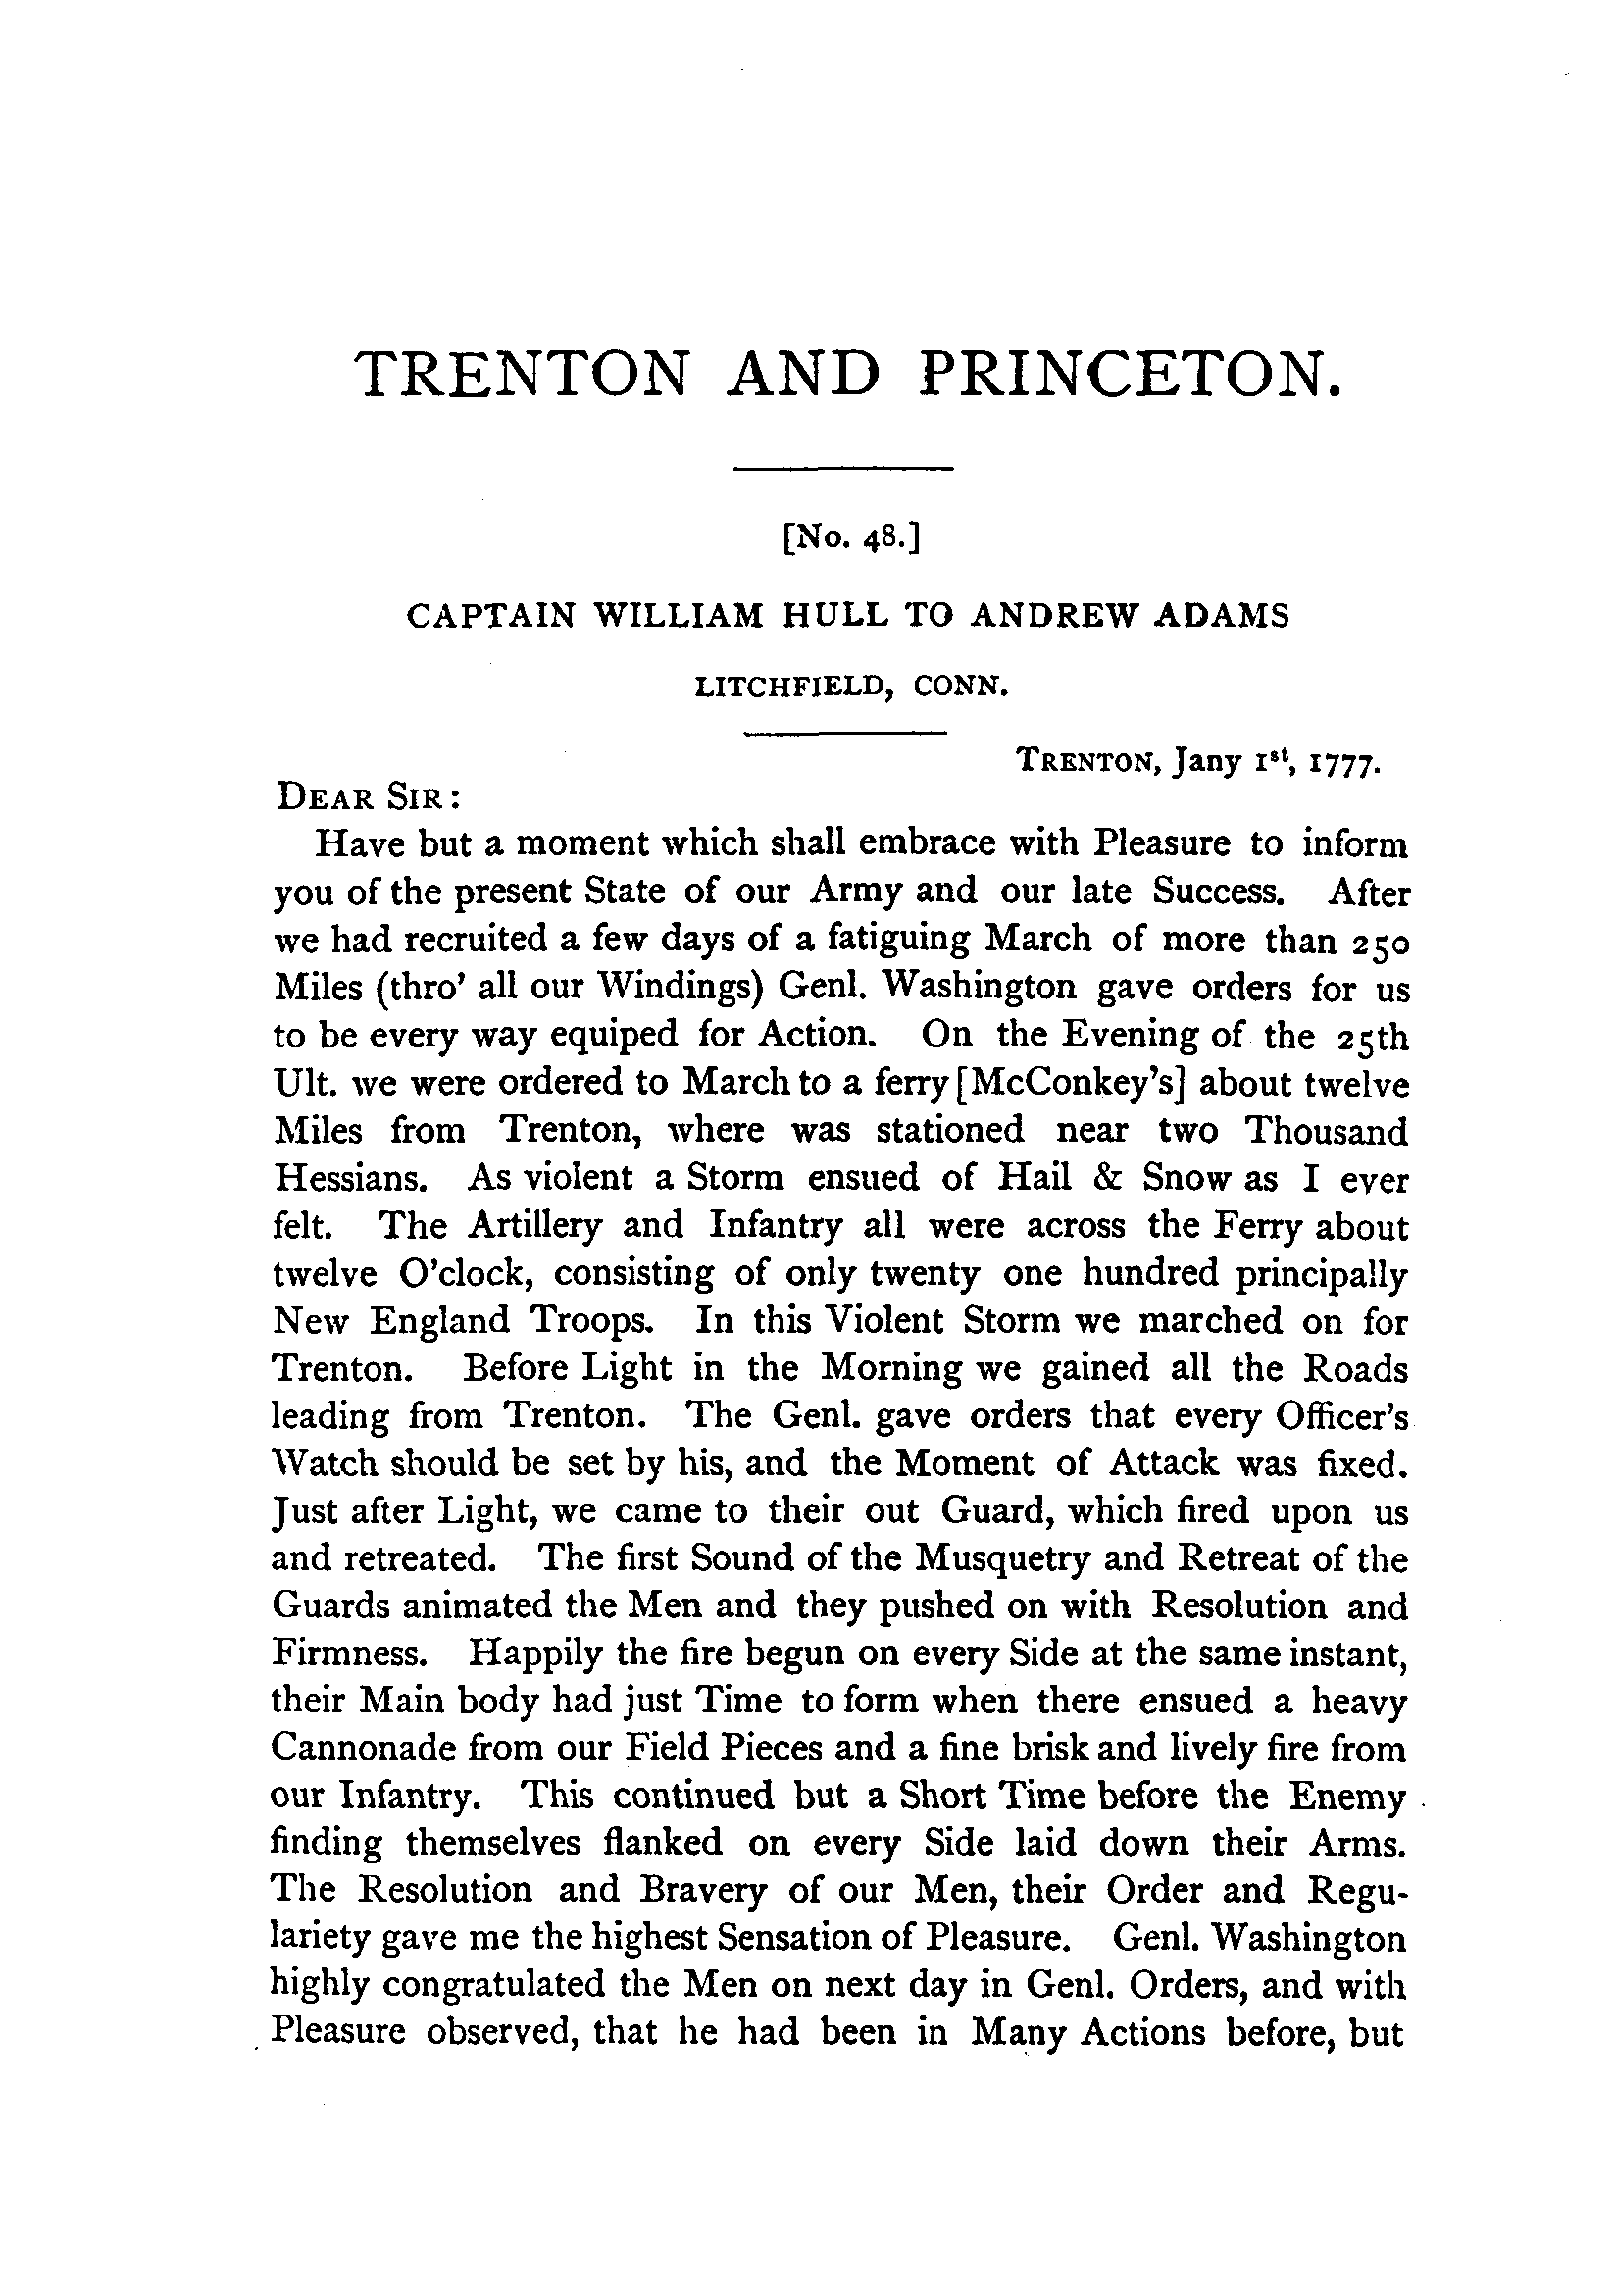 TRENTON AND PRINCETON.
[No. 48.]
CAPTAIN WILLIAM HULL TO ANDREW ADAMS
LITCHFIELD, CONN.
TRENTON, Jany 1st, 1777.
DEAR SIR:
Have but a moment which shall embrace with Pleasure to inform
you of the present State of our Army and our late Success. After
we had recruited a few days of a fatiguing March of more than 250
Miles (thro' all our Windings) Genl. Washington gave orders for us
to be every way equiped for Action. On the Evening of the 25th
Ult. we were ordered to March to a ferry [McConkey's] about twelve
Miles from Trenton, where was stationed near two Thousand
Hessians. As violent a Storm ensued of Hail & Snow as I ever
felt. The Artillery and Infantry all were across the Ferry about
twelve O'clock, consisting of only twenty one hundred principally
New England Troops. In this Violent Storm we marched on for
Trenton. Before Light in the Morning we gained all the Roads
leading from Trenton. The Genl. gave orders that every Officer's
Watch should be set by his, and the Moment of Attack was fixed.
Just after Light, we came to their out Guard, which fired upon us
and retreated. The first Sound of the Musquetry and Retreat of the
Guards animated the Men and they pushed on with Resolution and
Firmness. Happily the fire begun on every Side at the same instant,
their Main body had just Time to form when there ensued a heavy
Cannonade from our Field Pieces and a fine brisk and lively fire from
our Infantry. This continued but a Short Time before the Enemy
finding themselves flanked on every Side laid down their Arms.
The Resolution and Bravery of our Men, their Order and Regu-
lariety gave me the highest Sensation of Pleasure. Genl. Washington
highly congratulated the Men on next day in Genl. Orders, and with
Pleasure observed, that he had been in Many Actions before, but